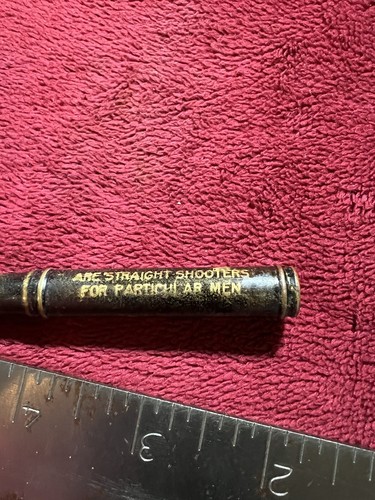 ARE STRAIGHT SHOOTERS
FOR PARTICULAR MEN
4 3 2